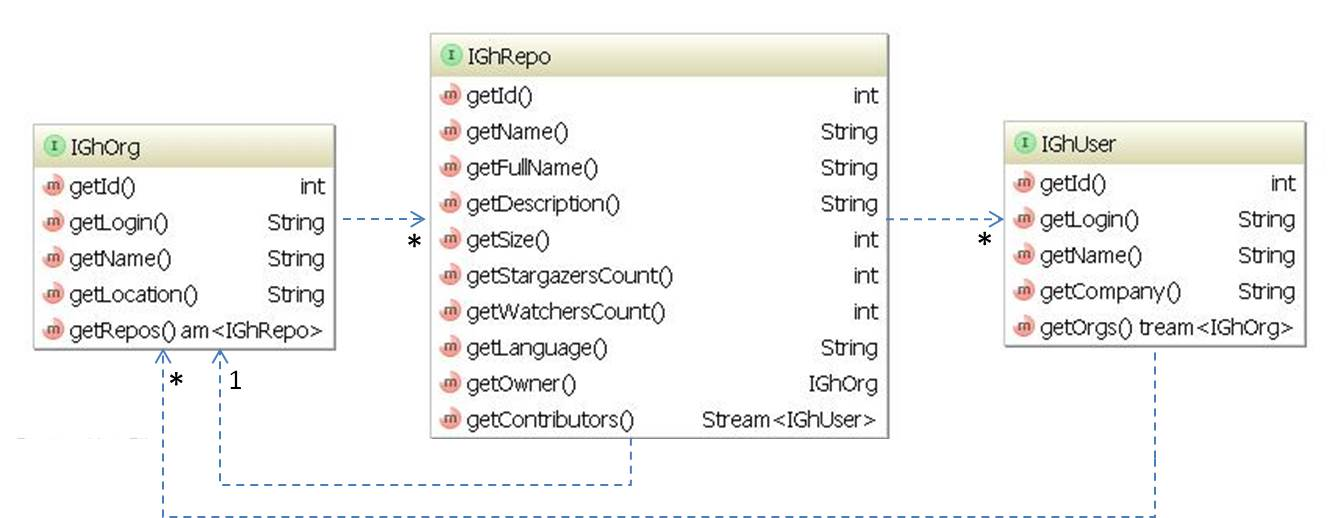 I IGhOrg
m getId() int
m getLogin() String
m getName() String
m getLocation() String
m getRepos() am<IGhRepo>
* 1
I IGhRepo
m getId() int
m getName() String
m getFullName() String
m getDescription() String
m getSize() int
m getStargazersCount() int
m getWatchersCount() int
m getLanguage() String
m getOwner() IGhOrg
m getContributors() Stream<IGhUser>
*
I IGhUser
m getId() int
m getLogin() String
m getName() String
m getCompany() String
m getOrgs() tream<IGhOrg>
*